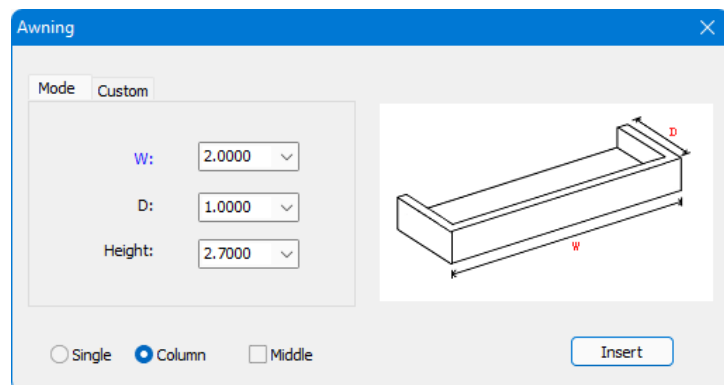 Awning
Mode Custom
W: 2.0000
D: 1.0000
Height: 2.7000
D
W
Single Column Middle Insert